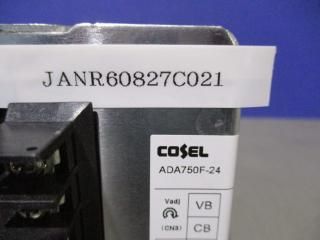 JANR60827C021
COSEL
ADA750F-24
Vadj VB
(CN3) CB